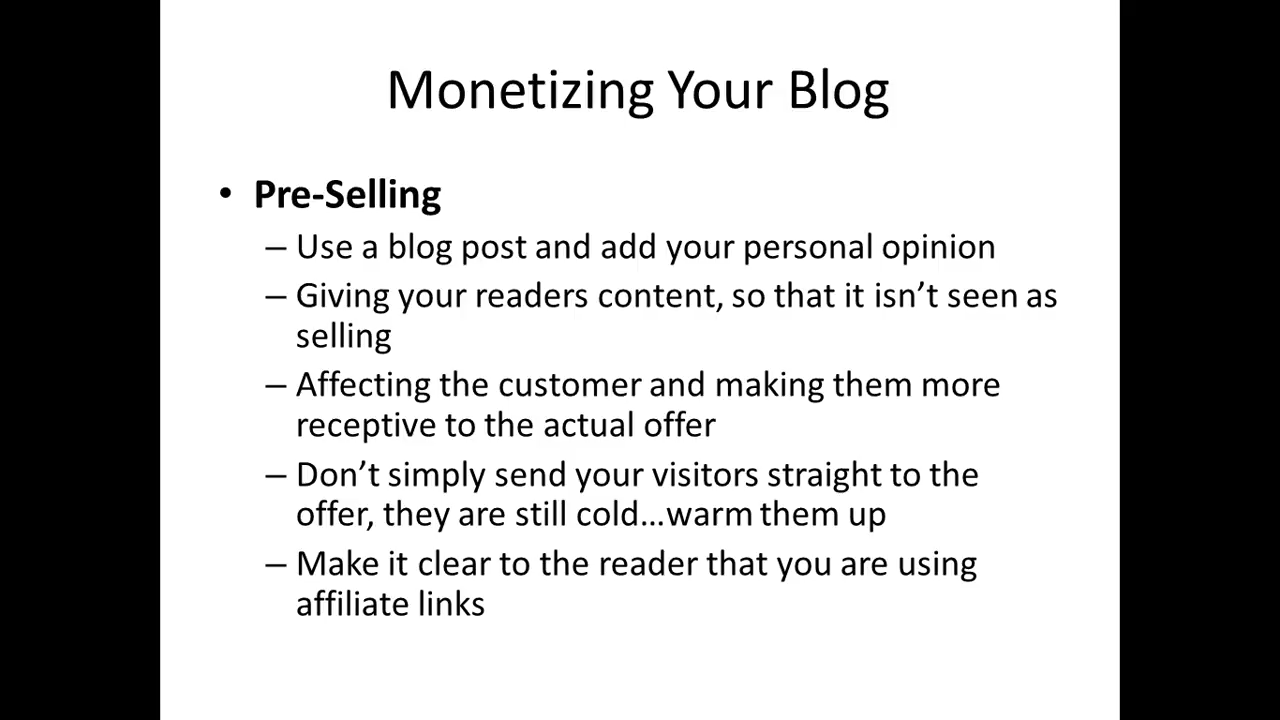 Monetizing Your Blog
• Pre-Selling
– Use a blog post and add your personal opinion
– Giving your readers content, so that it isn’t seen as
selling
– Affecting the customer and making them more
receptive to the actual offer
– Don’t simply send your visitors straight to the
offer, they are still cold…warm them up
– Make it clear to the reader that you are using
affiliate links